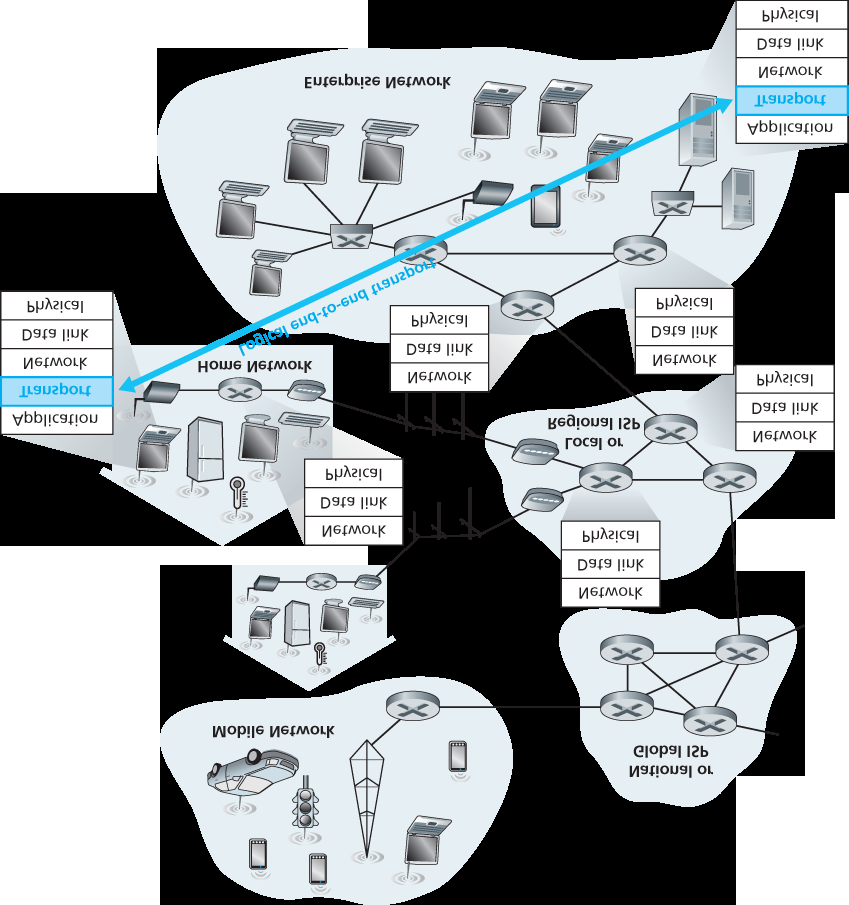 National or
Global ISP
Mobile Network
Network
Data link
Physical
Network
Data link
Physical
Local or
Regional ISP
Network
Data link
Physical
Application
Transport
Network
Data link
Physical
Home Network
Network
Data link
Physical
Network
Data link
Physical
Logical end-to-end transport
Application
Transport
Network
Data link
Physical
Enterprise Network